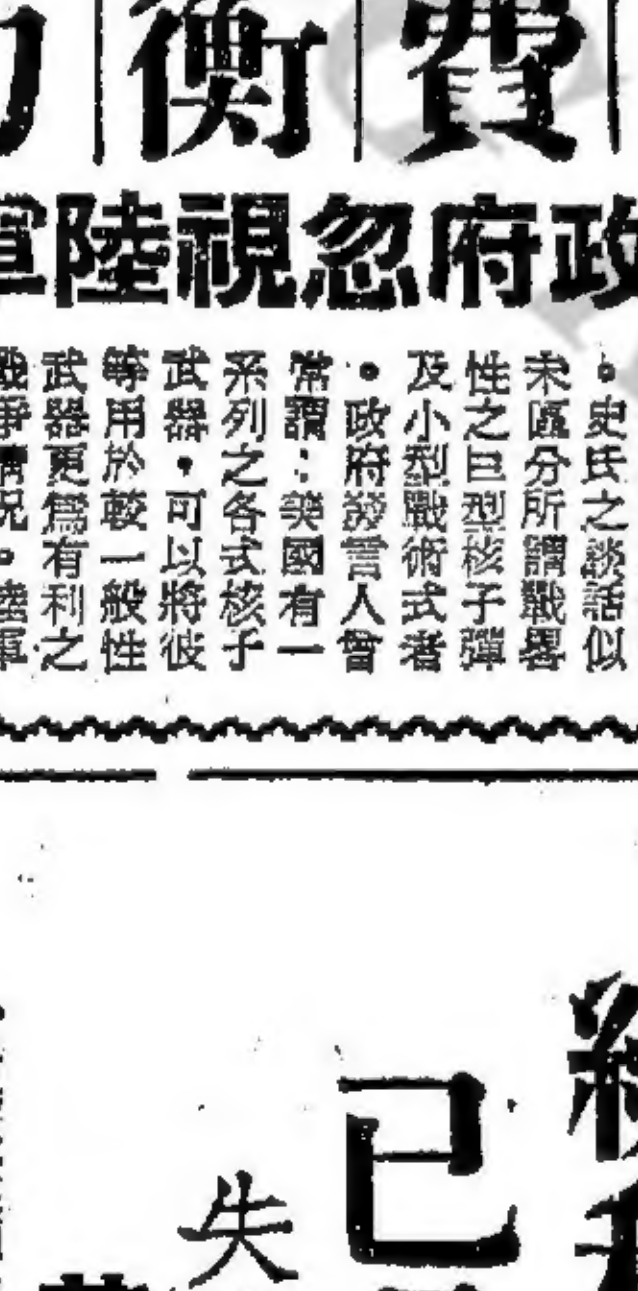 費衡
政府忽視陸軍
。史氏之談話似
未區分所謂戰畧
性之巨型核子彈
及小型戰術式者
。政府發言人曾
常謂：美國有一
系列之各式核子
武器，可以將彼
等用於較一般性
武器更爲有利之
戰爭情況。陸軍
已
失